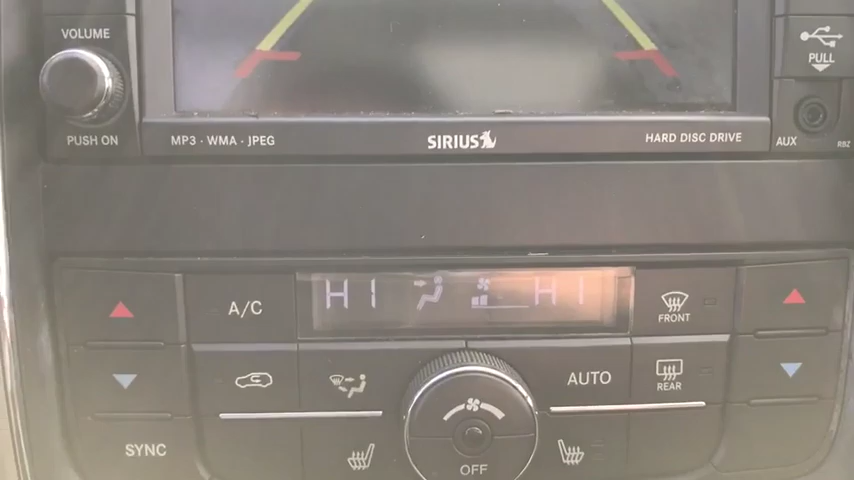 VOLUME
PULL
PUSH ON
MP3 · WMA · JPEG
SIRIUS
HARD DISC DRIVE
AUX
RBZ
A/C
HI
HI
FRONT
AUTO
REAR
SYNC
OFF